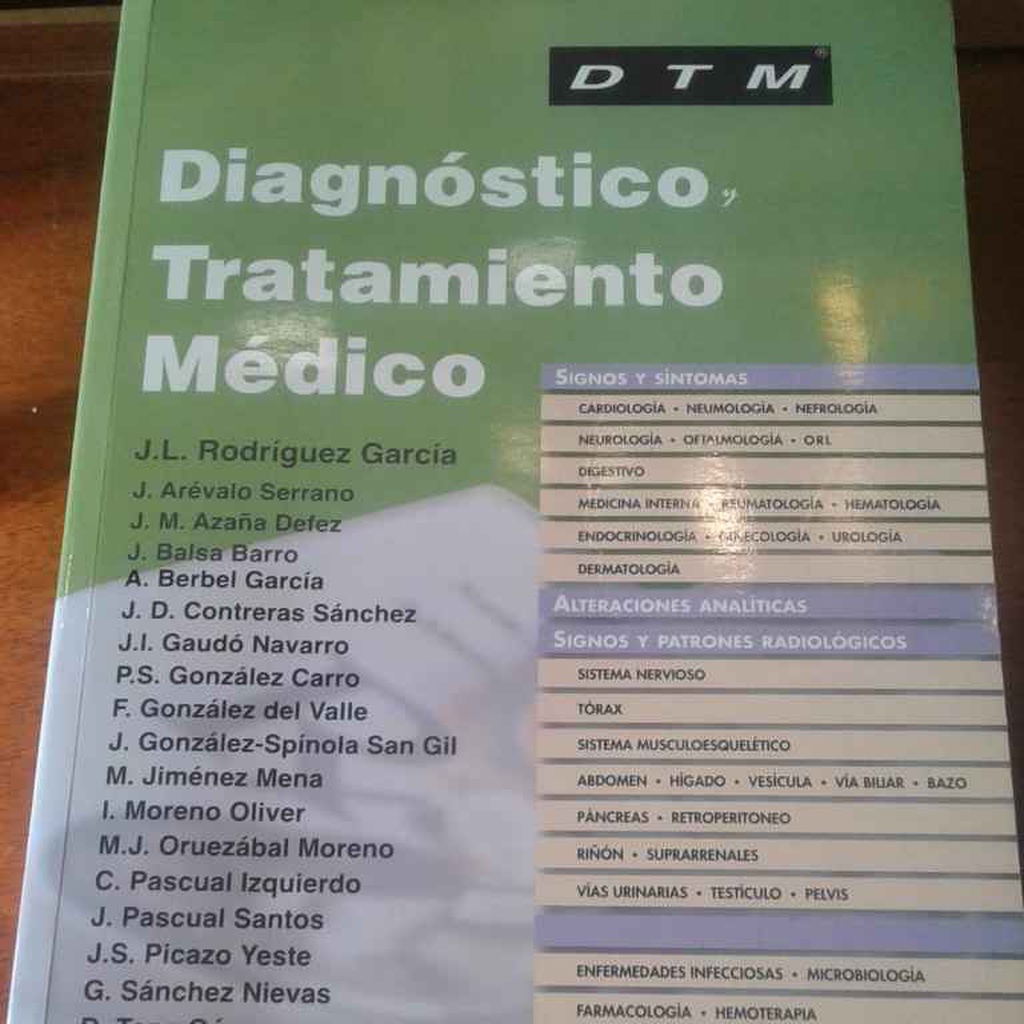 DTM®
Diagnóstico y
Tratamiento
Médico
J.L. Rodríguez García
J. Arévalo Serrano
J. M. Azaña Defez
J. Balsa Barro
A. Berbel García
J. D. Contreras Sánchez
J.I. Gaudó Navarro
P.S. González Carro
F. González del Valle
J. González-Spínola San Gil
M. Jiménez Mena
I. Moreno Oliver
M.J. Oruezábal Moreno
C. Pascual Izquierdo
J. Pascual Santos
J.S. Picazo Yeste
G. Sánchez Nievas
SIGNOS Y SÍNTOMAS
CARDIOLOGÍA • NEUMOLOGÍA • NEFROLOGÍA
NEUROLOGÍA • OFTALMOLOGÍA • ORL
DIGESTIVO
MEDICINA INTERNA • REUMATOLOGÍA • HEMATOLOGÍA
ENDOCRINOLOGÍA • GINECOLOGÍA • UROLOGÍA
DERMATOLOGÍA
ALTERACIONES ANALÍTICAS
SIGNOS Y PATRONES RADIOLÓGICOS
SISTEMA NERVIOSO
TÓRAX
SISTEMA MUSCULOESQUELÉTICO
ABDOMEN • HÍGADO • VESÍCULA • VÍA BILIAR • BAZO
PÁNCREAS • RETROPERITONEO
RIÑÓN • SUPRARRENALES
VÍAS URINARIAS • TESTÍCULO • PELVIS
ENFERMEDADES INFECCIOSAS • MICROBIOLOGÍA
FARMACOLOGÍA • HEMOTERAPIA